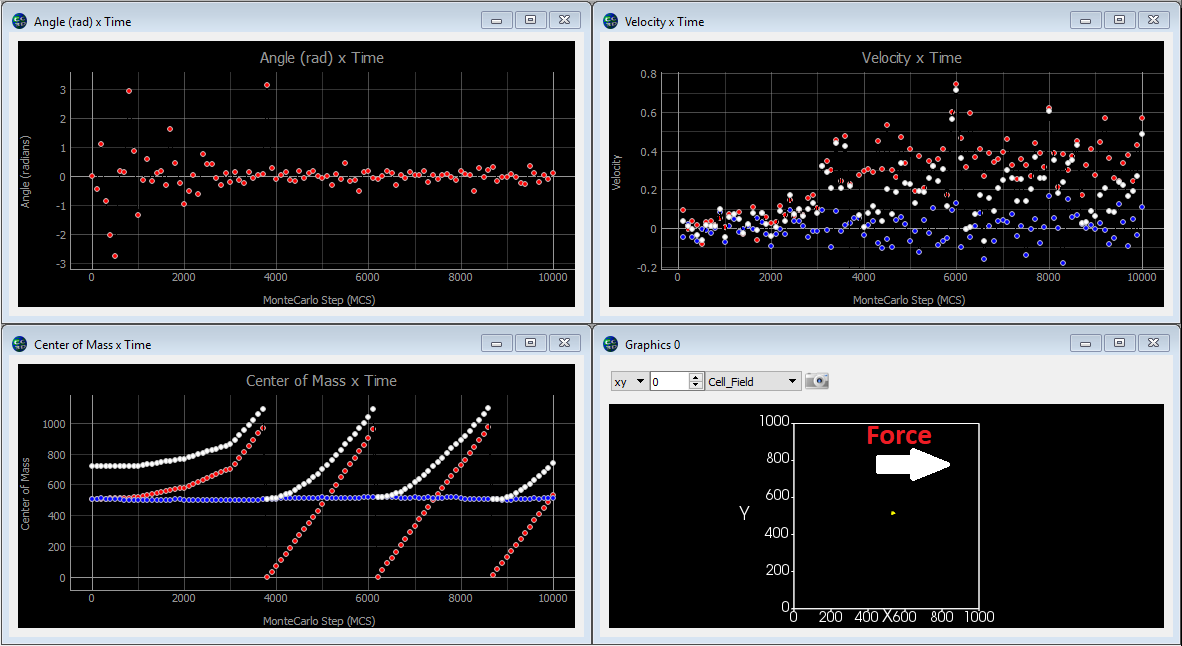 Angle (rad) x Time
Angle (rad) x Time
Angle (radians)
3
2
1
0
-1
-2
-3
0 2000 4000 6000 8000 10000
MonteCarlo Step (MCS)
Velocity x Time
Velocity x Time
Velocity
0.8
0.6
0.4
0.2
0
-0.2
0 2000 4000 6000 8000 10000
MonteCarlo Step (MCS)
Center of Mass x Time
Center of Mass x Time
Center of Mass
1000
800
600
400
200
0
0 2000 4000 6000 8000 10000
MonteCarlo Step (MCS)
Graphics 0
xy 0 Cell_Field
Force
Y
1000
800
600
400
200
0
0 200 400 X 600 800 1000